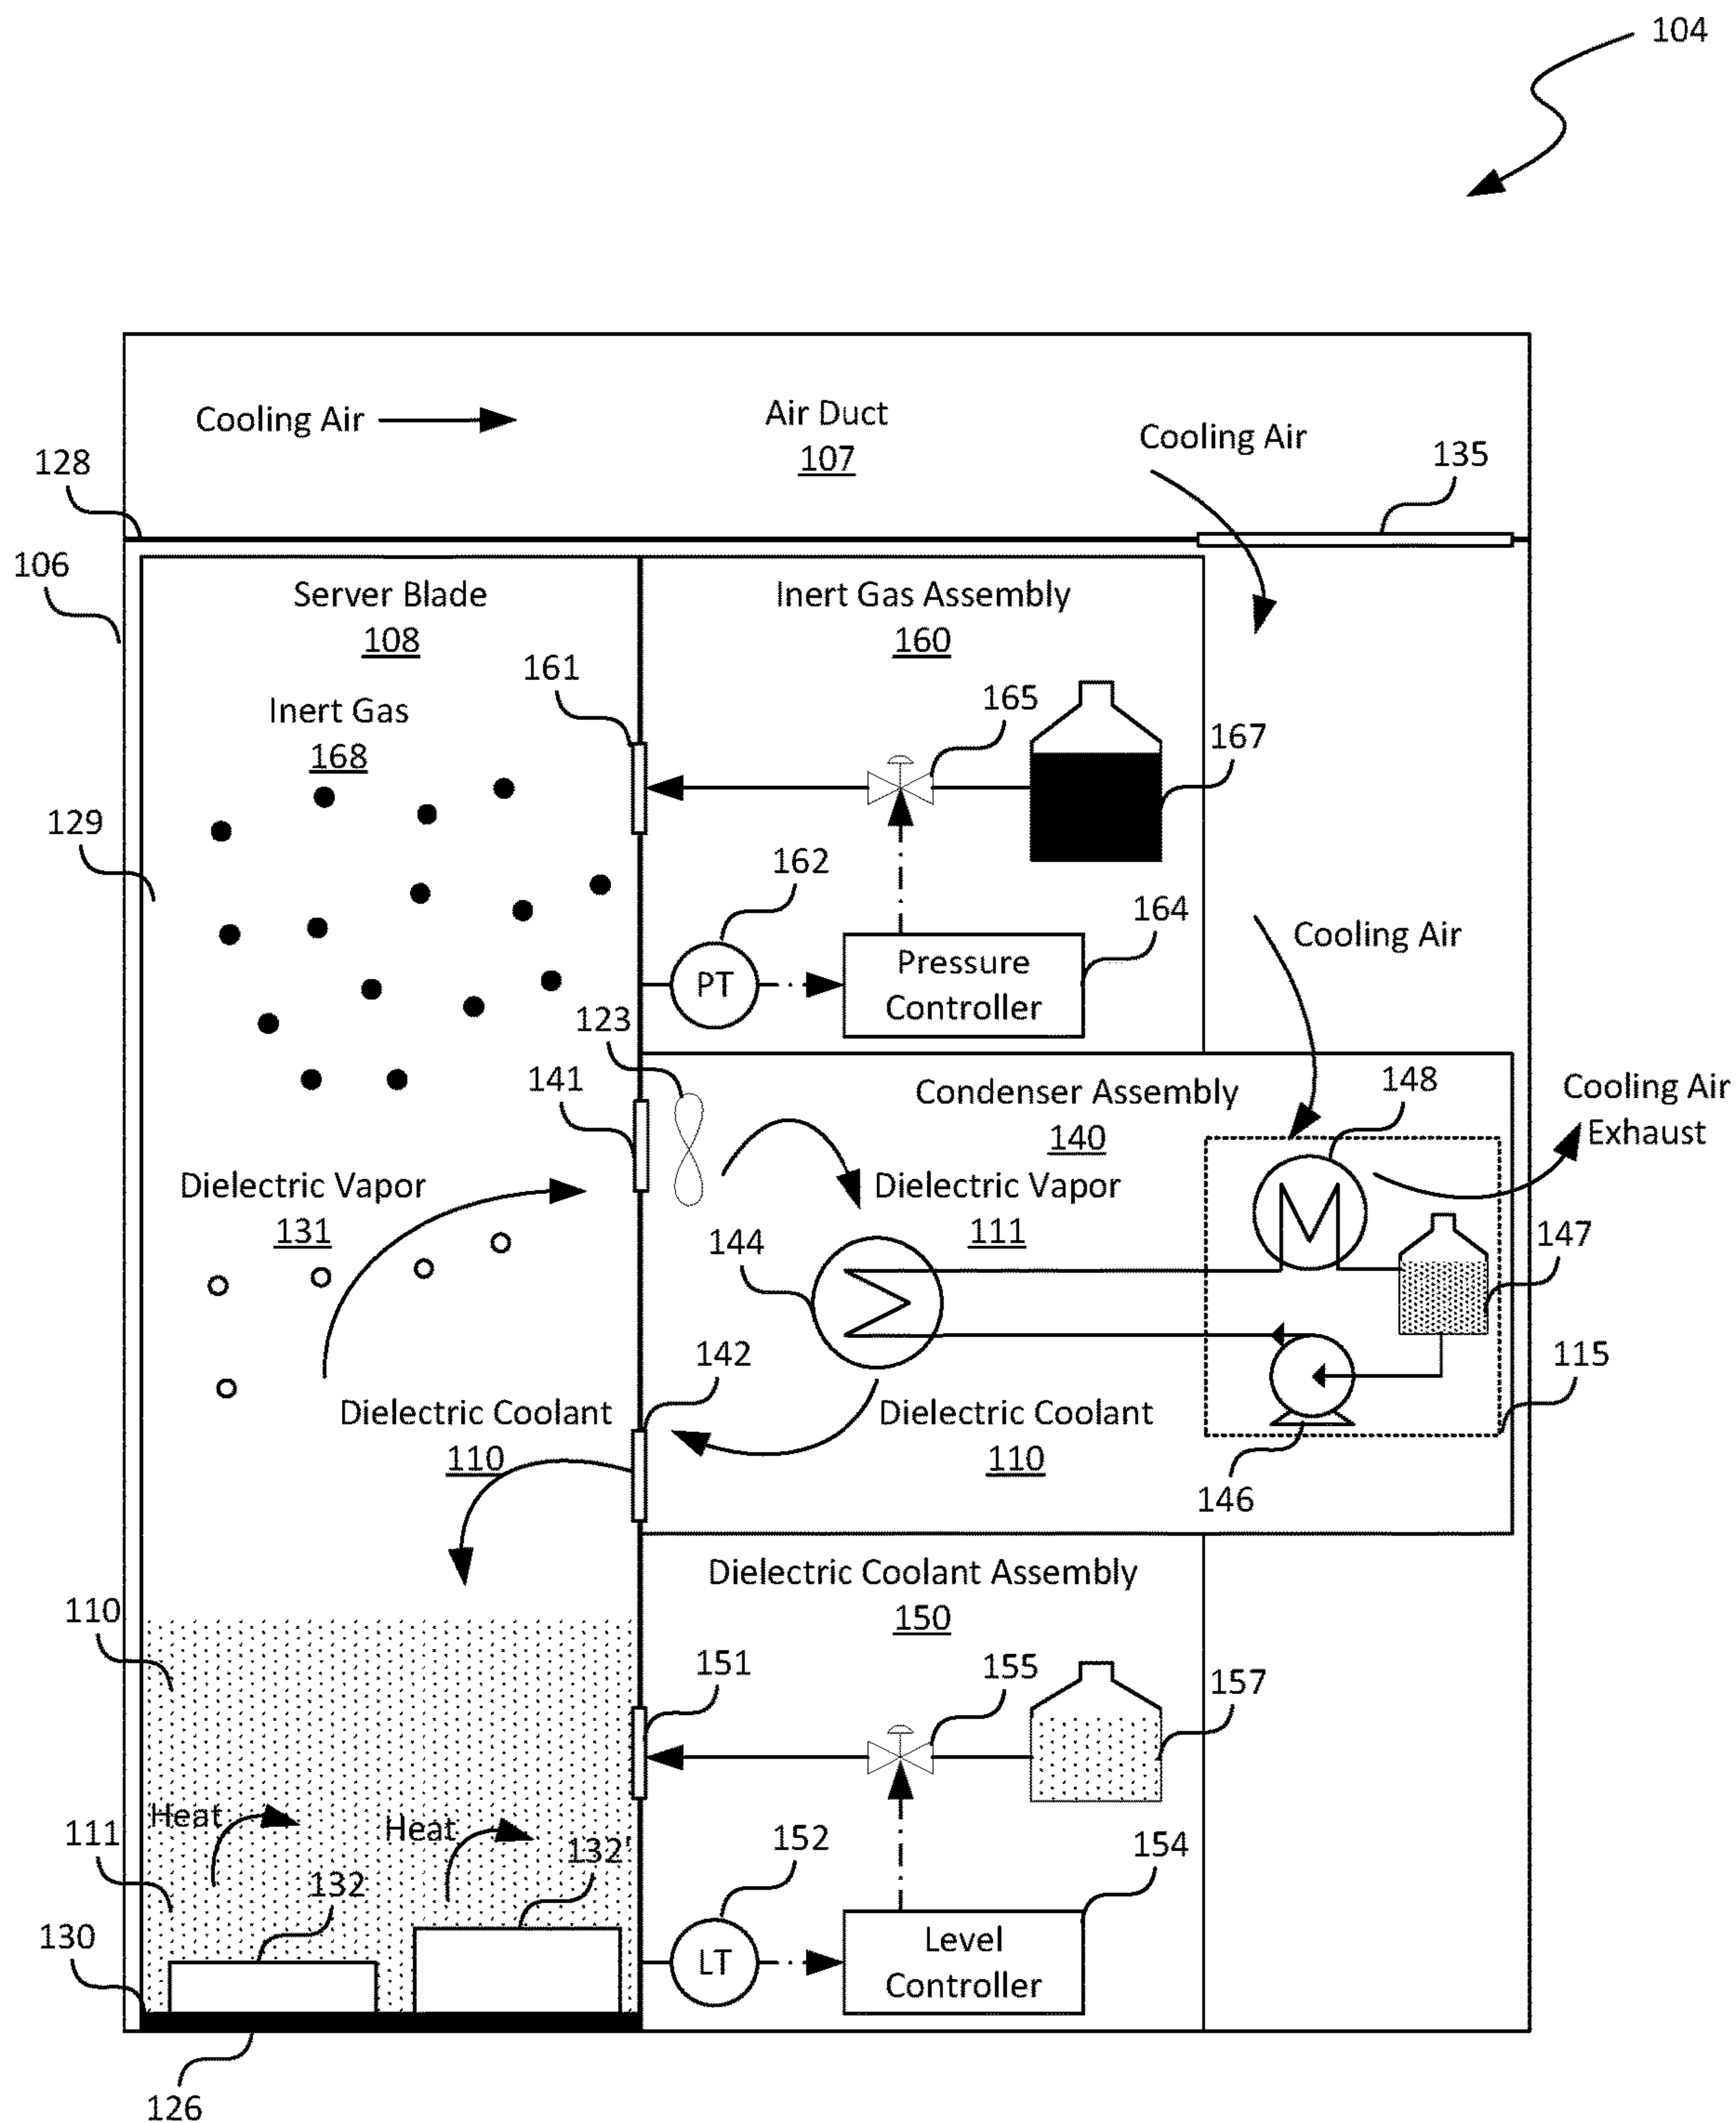 104
Cooling Air
Air Duct
107
Cooling Air
135
128
106
Server Blade
108
Inert Gas Assembly
160
161
165
167
Inert Gas
168
129
162
164
Cooling Air
PT
Pressure
Controller
123
141
Condenser Assembly
140
148
Cooling Air
Exhaust
Dielectric Vapor
131
Dielectric Vapor
111
144
147
142
115
Dielectric Coolant
110
Dielectric Coolant
110
146
Dielectric Coolant Assembly
150
110
151
155
157
Heat
Heat
111
132
132'
152
154
130
LT
Level
Controller
126